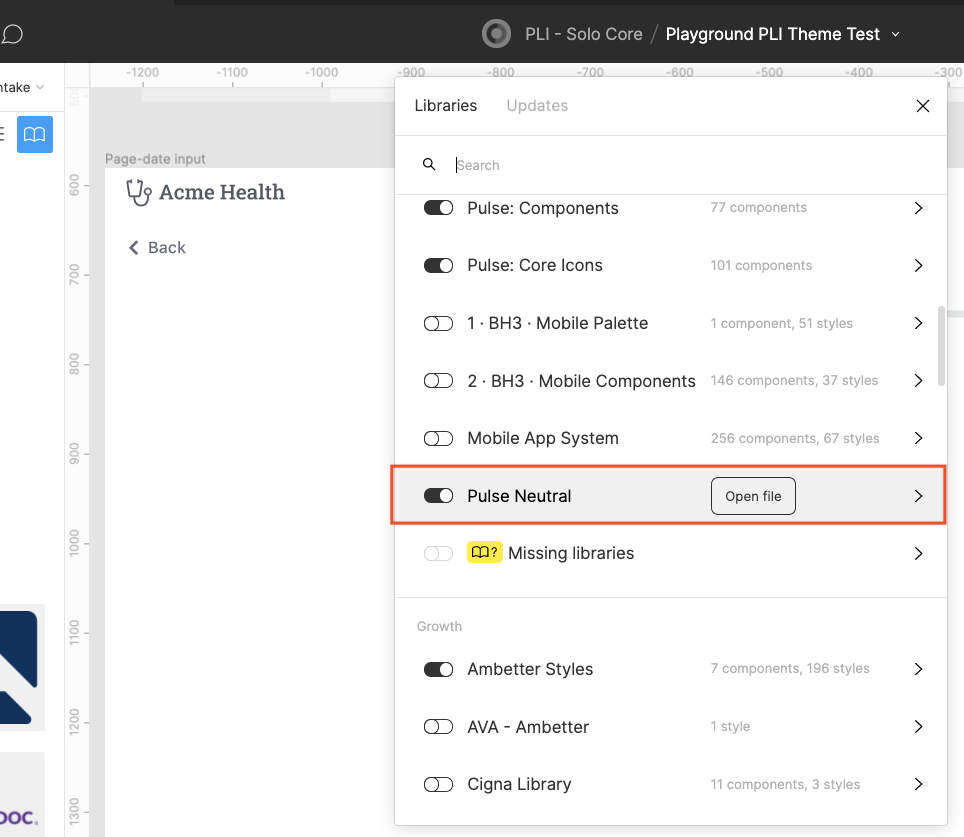 PLI - Solo Core / Playground PLI Theme Test
ntake
-1200 -1100 -1000 -900 -800 -700 -600 -500 -400 -300
Libraries Updates
Search
Page-date input
Acme Health
Back
500
600
700
800
900
1000
1100
1200
1300
Pulse: Components 77 components
Pulse: Core Icons 101 components
1 · BH3 · Mobile Palette 1 component, 51 styles
2 · BH3 · Mobile Components 146 components, 37 styles
Mobile App System 256 components, 67 styles
Pulse Neutral Open file
? Missing libraries
Growth
Ambetter Styles 7 components, 196 styles
AVA - Ambetter 1 style
Cigna Library 11 components, 3 styles
DOC.